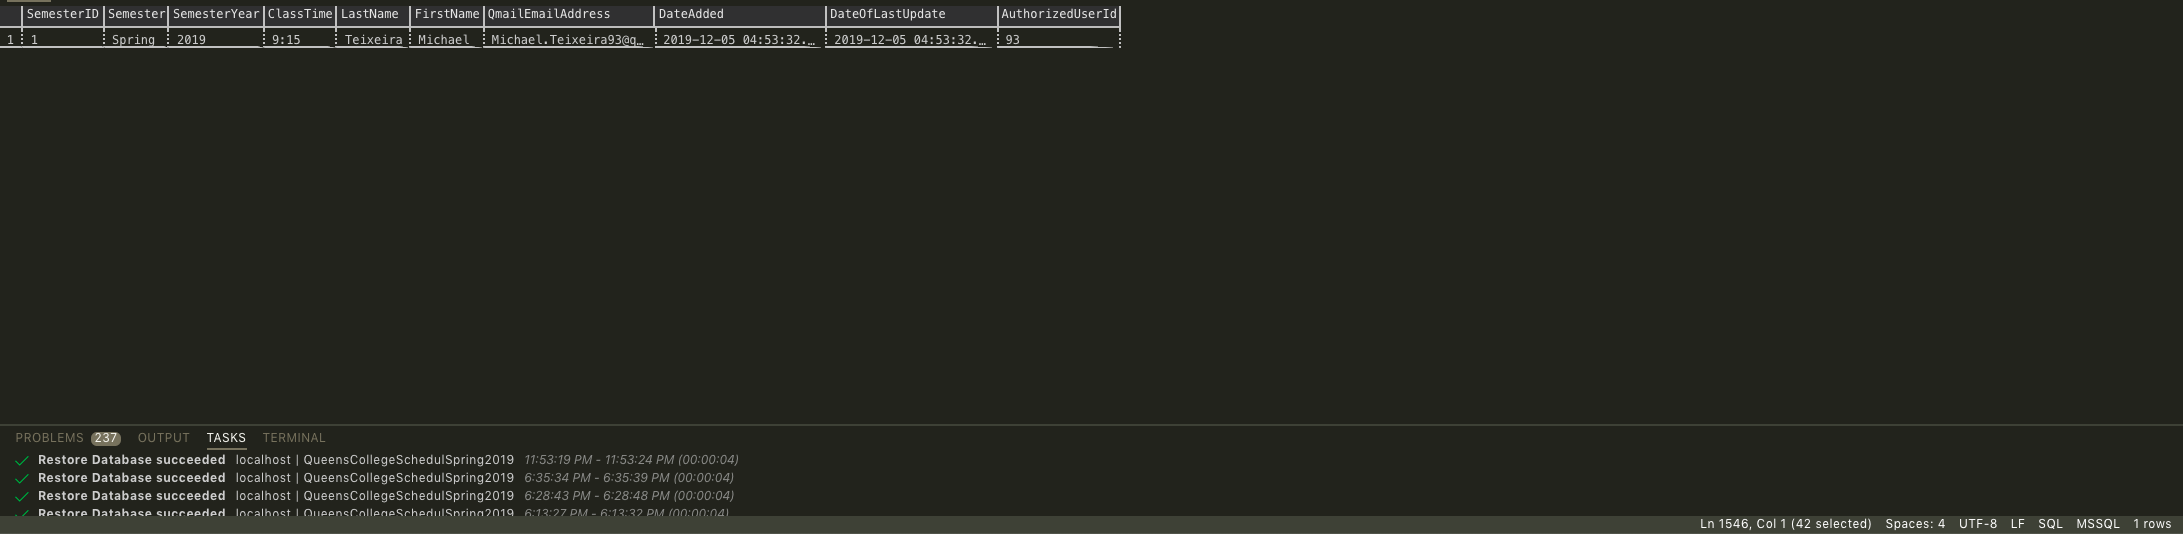 SemesterID Semester SemesterYear ClassTime LastName FirstName QmailEmailAddress DateAdded DateOfLastUpdate AuthorizedUserId
1 1 Spring 2019 9:15 Teixeira Michael Michael.Teixeira93@q… 2019-12-05 04:53:32.… 2019-12-05 04:53:32.… 93
PROBLEMS 237 OUTPUT TASKS TERMINAL
Restore Database succeeded localhost | QueensCollegeSchedulSpring2019 11:53:19 PM - 11:53:24 PM (00:00:04)
Restore Database succeeded localhost | QueensCollegeSchedulSpring2019 6:35:34 PM - 6:35:39 PM (00:00:04)
Restore Database succeeded localhost | QueensCollegeSchedulSpring2019 6:28:43 PM - 6:28:48 PM (00:00:04)
Restore Database succeeded localhost | QueensCollegeSchedulSpring2019 6:13:27 PM - 6:13:32 PM (00:00:04)
Ln 1546, Col 1 (42 selected) Spaces: 4 UTF-8 LF SQL MSSQL 1 rows